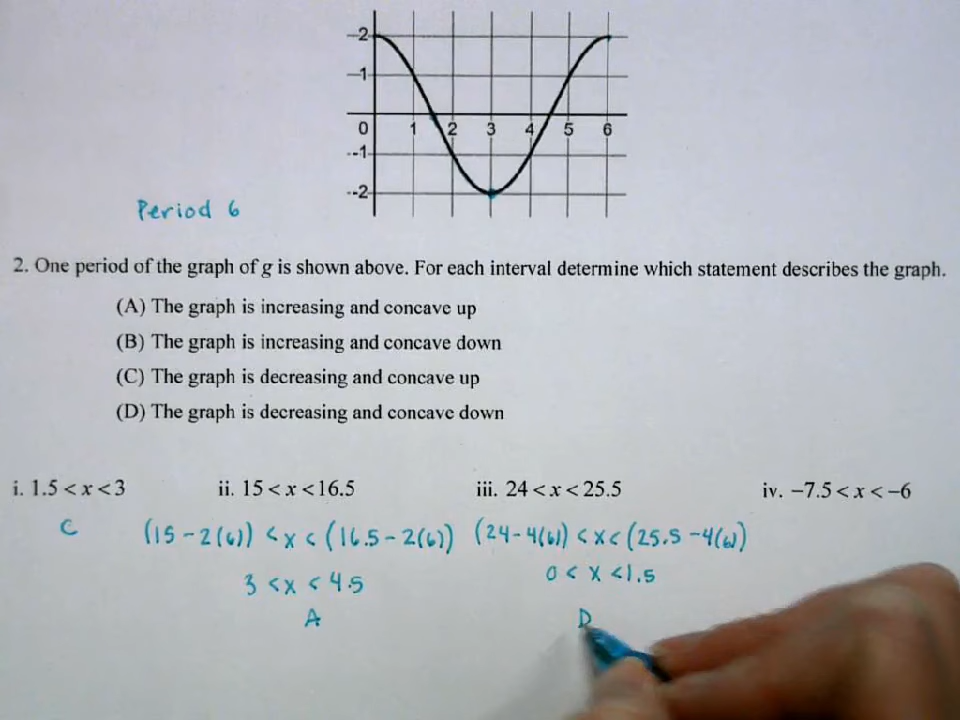 2
1
0 1 2 3 4 5 6
-1
-2
Period 6
2. One period of the graph of g is shown above. For each interval determine which statement describes the graph.
(A) The graph is increasing and concave up
(B) The graph is increasing and concave down
(C) The graph is decreasing and concave up
(D) The graph is decreasing and concave down
i. 1.5 < x < 3 ii. 15 < x < 16.5 iii. 24 < x < 25.5 iv. −7.5 < x < −6
C (15 - 2(6)) < x < (16.5 - 2(6)) (24 - 4(6)) < x < (25.5 - 4(6))
3 < x < 4.5 0 < x < 1.5
A D